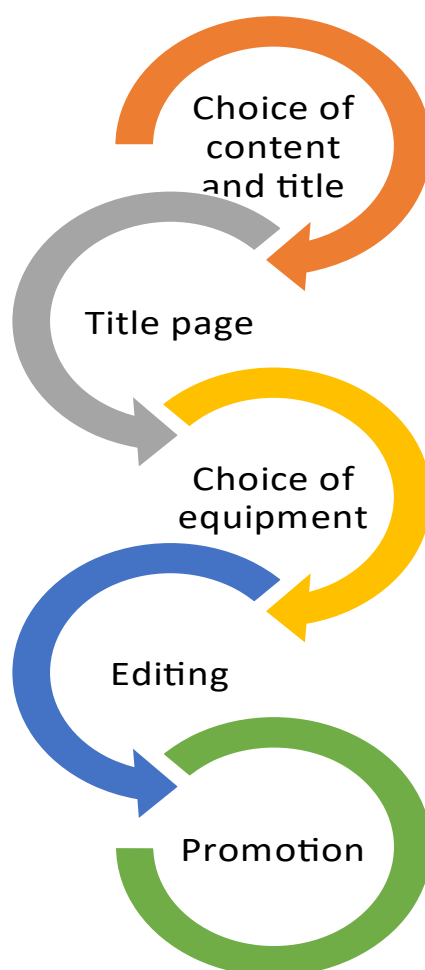 Choice of
content
and title
Title page
Choice of
equipment
Editing
Promotion